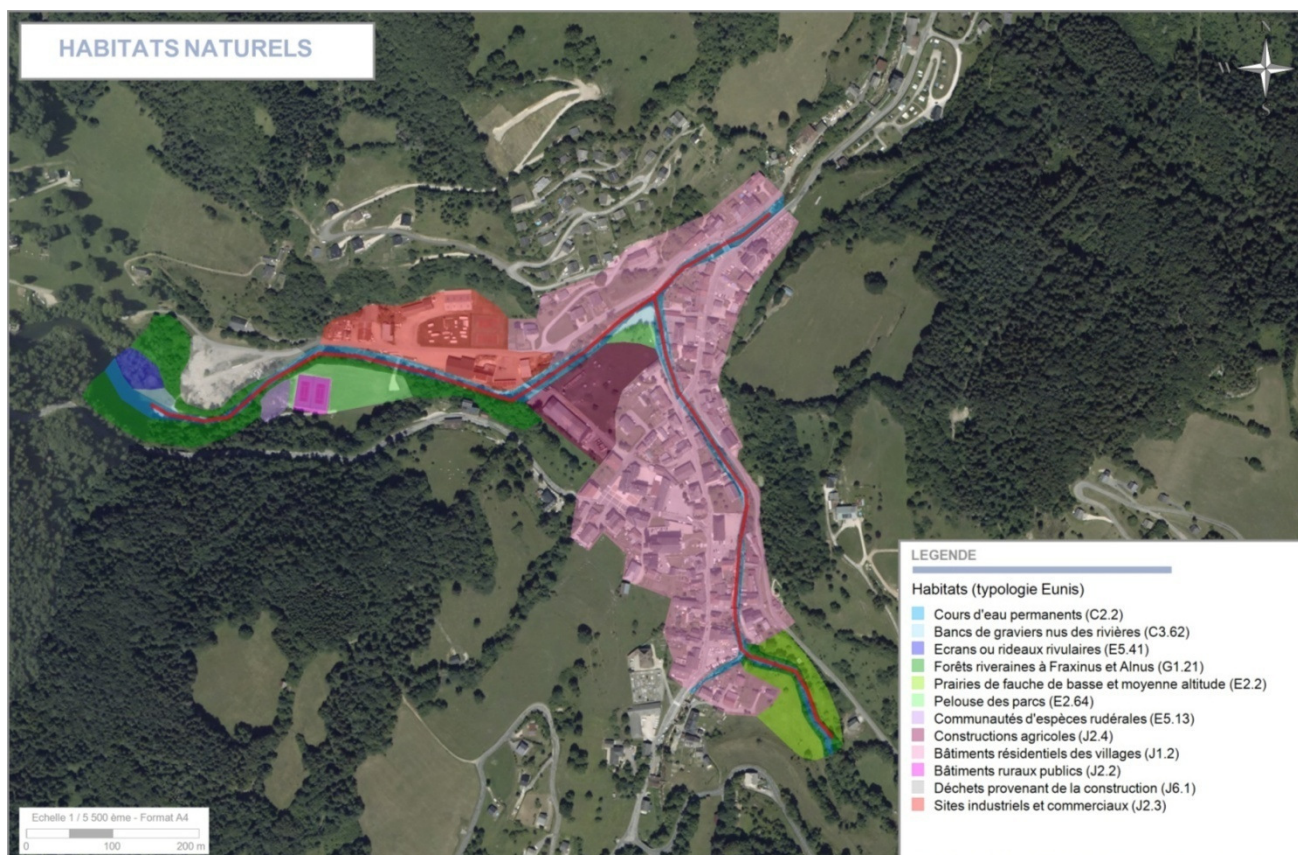 HABITATS NATURELS
S
LEGENDE
Habitats (typologie Eunis)
Cours d'eau permanents (C2.2)
Bancs de graviers nus des rivières (C3.62)
Ecrans ou rideaux rivulaires (E5.41)
Forêts riveraines à Fraxinus et Alnus (G1.21)
Prairies de fauche de basse et moyenne altitude (E2.2)
Pelouse des parcs (E2.64)
Communautés d'espèces rudérales (E5.13)
Constructions agricoles (J2.4)
Bâtiments résidentiels des villages (J1.2)
Bâtiments ruraux publics (J2.2)
Déchets provenant de la construction (J6.1)
Sites industriels et commerciaux (J2.3)
Echelle 1 / 5 500 ème - Format A4
0 100 200 m